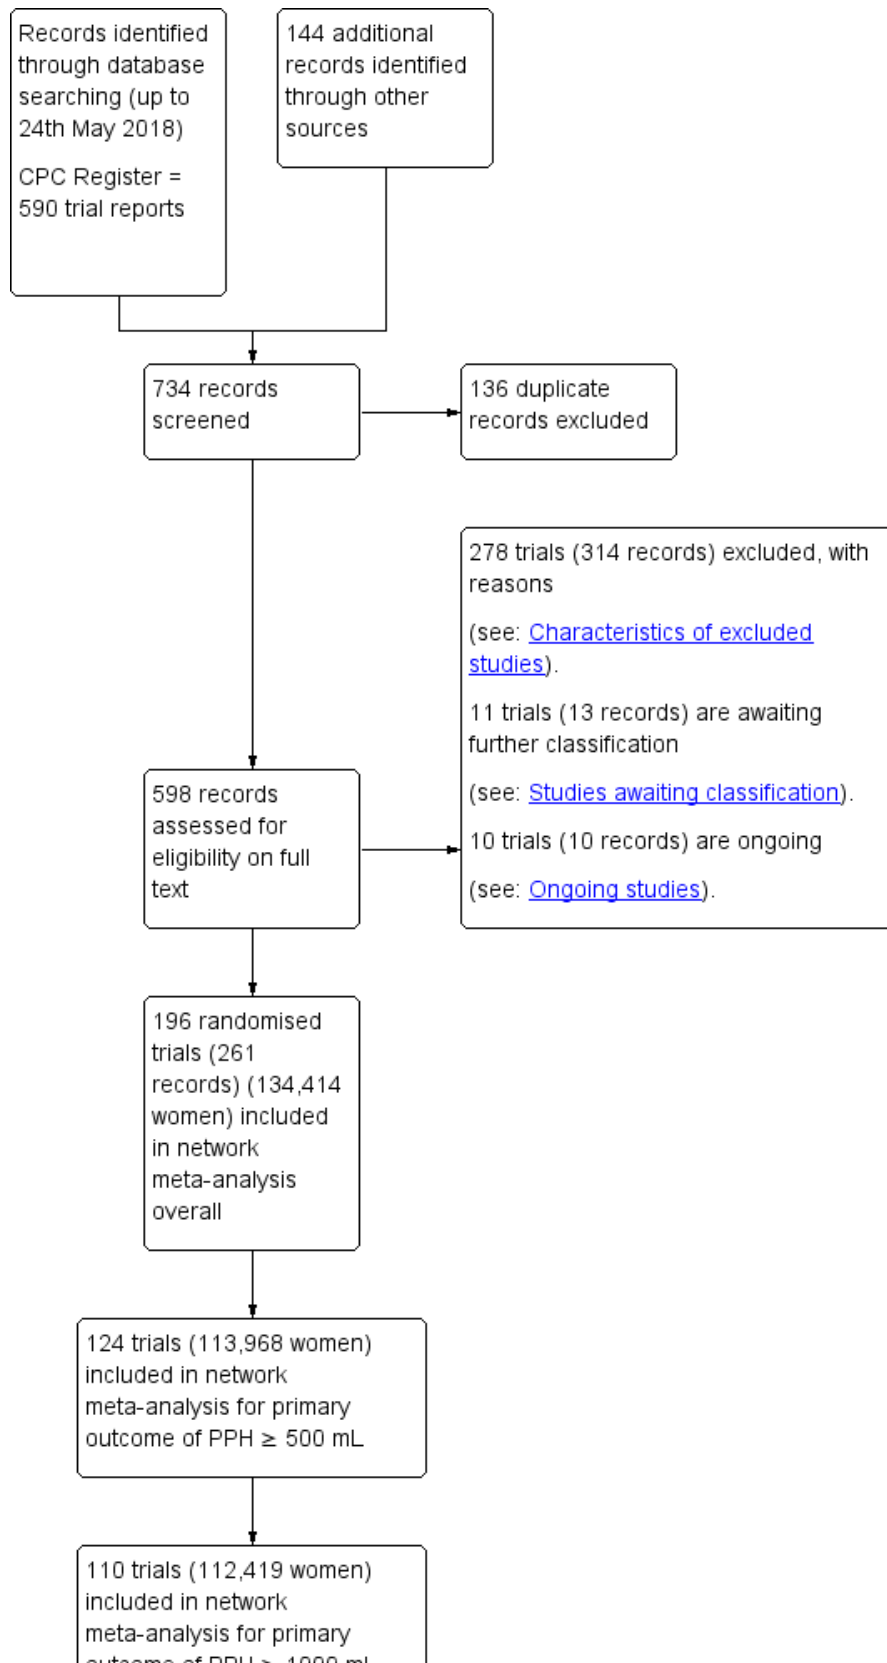 Records identified
through database
searching (up to
24th May 2018)
CPC Register =
590 trial reports
144 additional
records identified
through other
sources
734 records
screened
136 duplicate
records excluded
278 trials (314 records) excluded, with
reasons
(see: Characteristics of excluded
studies).
11 trials (13 records) are awaiting
further classification
(see: Studies awaiting classification).
10 trials (10 records) are ongoing
(see: Ongoing studies).
598 records
assessed for
eligibility on full
text
196 randomised
trials (261
records) (134,414
women) included
in network
meta-analysis
overall
124 trials (113,968 women)
included in network
meta-analysis for primary
outcome of PPH ≥ 500 mL
110 trials (112,419 women)
included in network
meta-analysis for primary
outcome of PPH ≥ 1000 mL